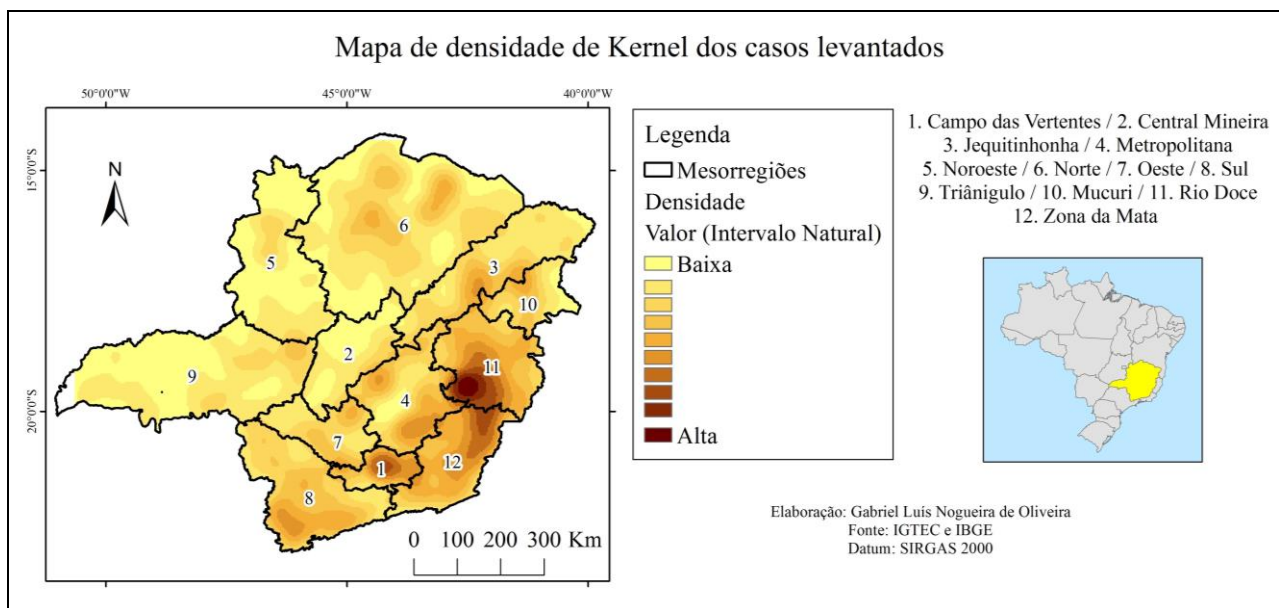 Mapa de densidade de Kernel dos casos levantados
50°0'0"W
45°0'0"W
40°0'0"W
15°0'0"S
20°0'0"S
N
6
5
3
10
2
11
9
4
7
1
12
8
0 100 200 300 Km
Legenda
Mesorregiões
Densidade
Valor (Intervalo Natural)
Baixa
Alta
1. Campo das Vertentes / 2. Central Mineira
3. Jequitinhonha / 4. Metropolitana
5. Noroeste / 6. Norte / 7. Oeste / 8. Sul
9. Triânigulo / 10. Mucuri / 11. Rio Doce
12. Zona da Mata
Elaboração: Gabriel Luís Nogueira de Oliveira
Fonte: IGTEC e IBGE
Datum: SIRGAS 2000